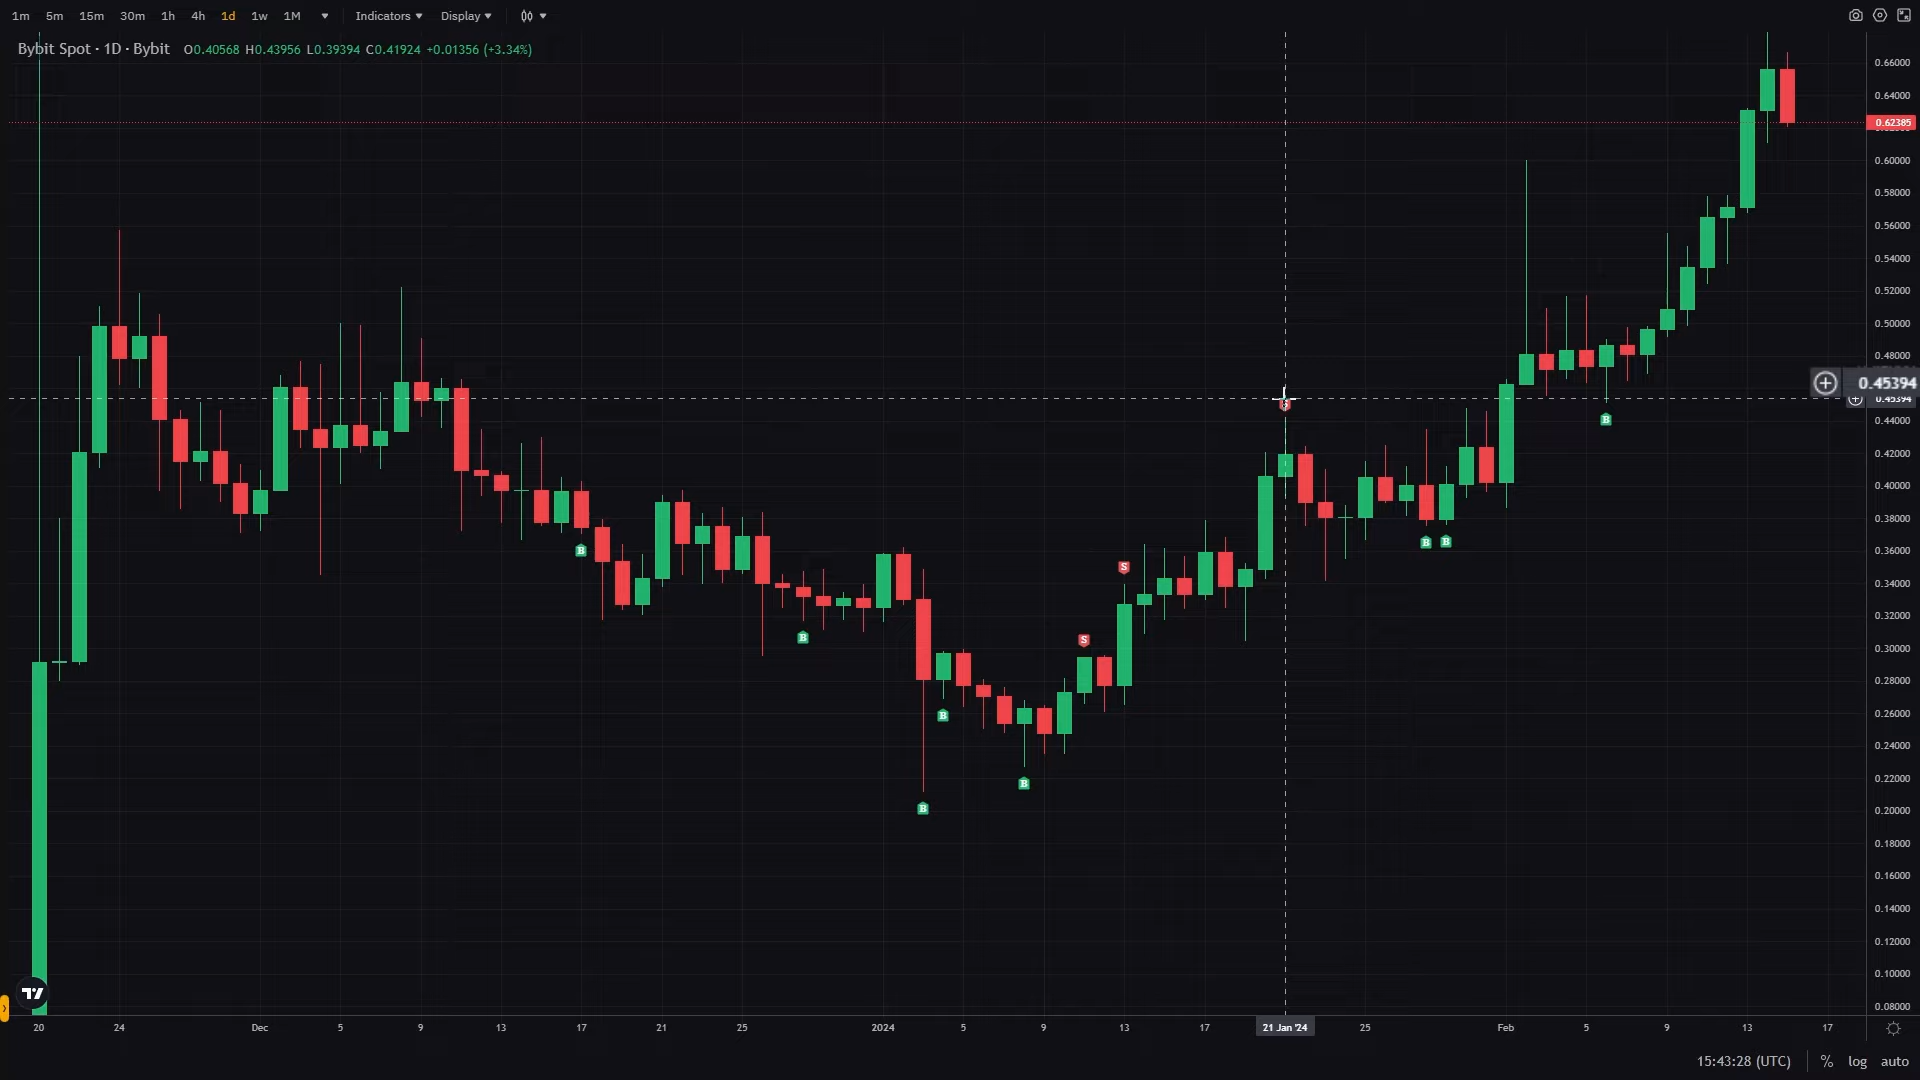 1m 5m 15m 30m 1h 4h 1d 1w 1M Indicators Display
Bybit Spot · 1D · Bybit O0.40568 H0.43956 L0.39394 C0.41924 +0.01356 (+3.34%)
0.66000
0.64000
0.62385
0.60000
0.58000
0.56000
0.54000
0.52000
0.50000
0.48000
0.45394
0.45394
0.44000
0.42000
0.40000
0.38000
0.36000
0.34000
0.32000
0.30000
0.28000
0.26000
0.24000
0.22000
0.20000
0.18000
0.16000
0.14000
0.12000
0.10000
0.08000
B
B
B
B
B
S
S
B
B
B
20 24 Dec 5 9 13 17 21 25 2024 5 9 13 17 21 Jan '24 25 Feb 5 9 13 17
15:43:28 (UTC) % log auto